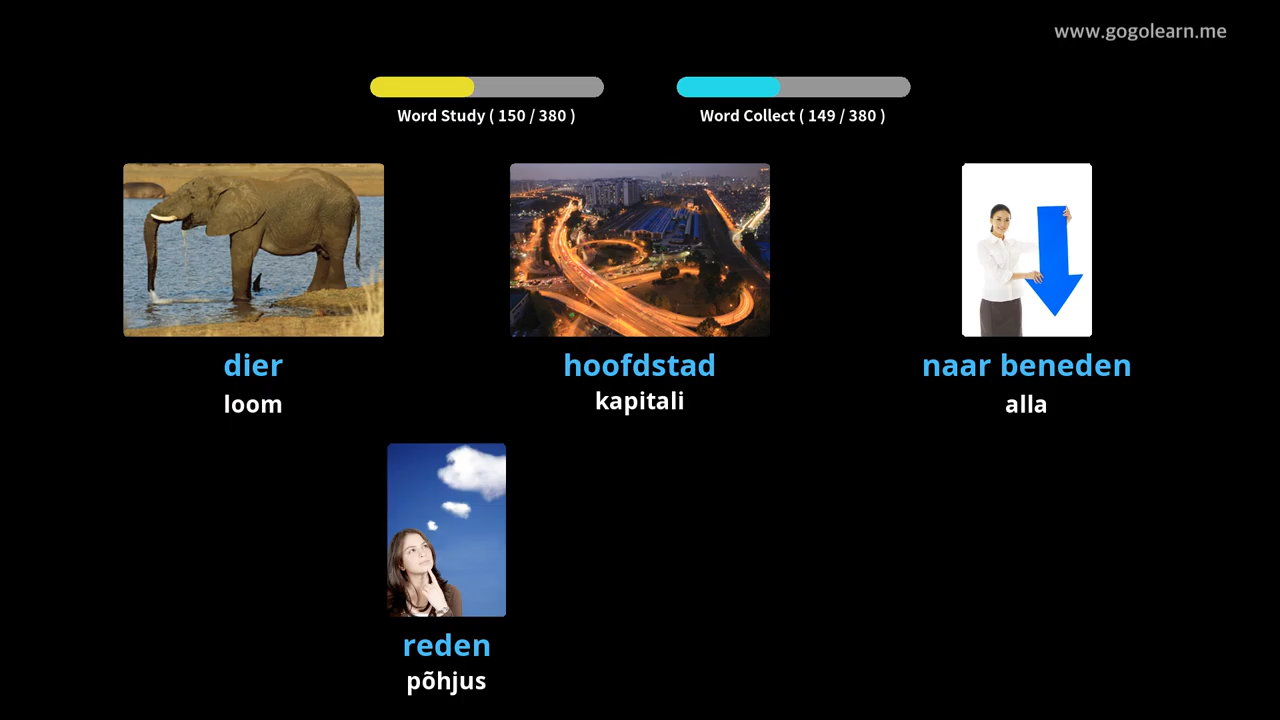 www.gogolearn.me
Word Study ( 150 / 380 )
Word Collect ( 149 / 380 )
dier
loom
hoofdstad
kapitali
naar beneden
alla
reden
põhjus